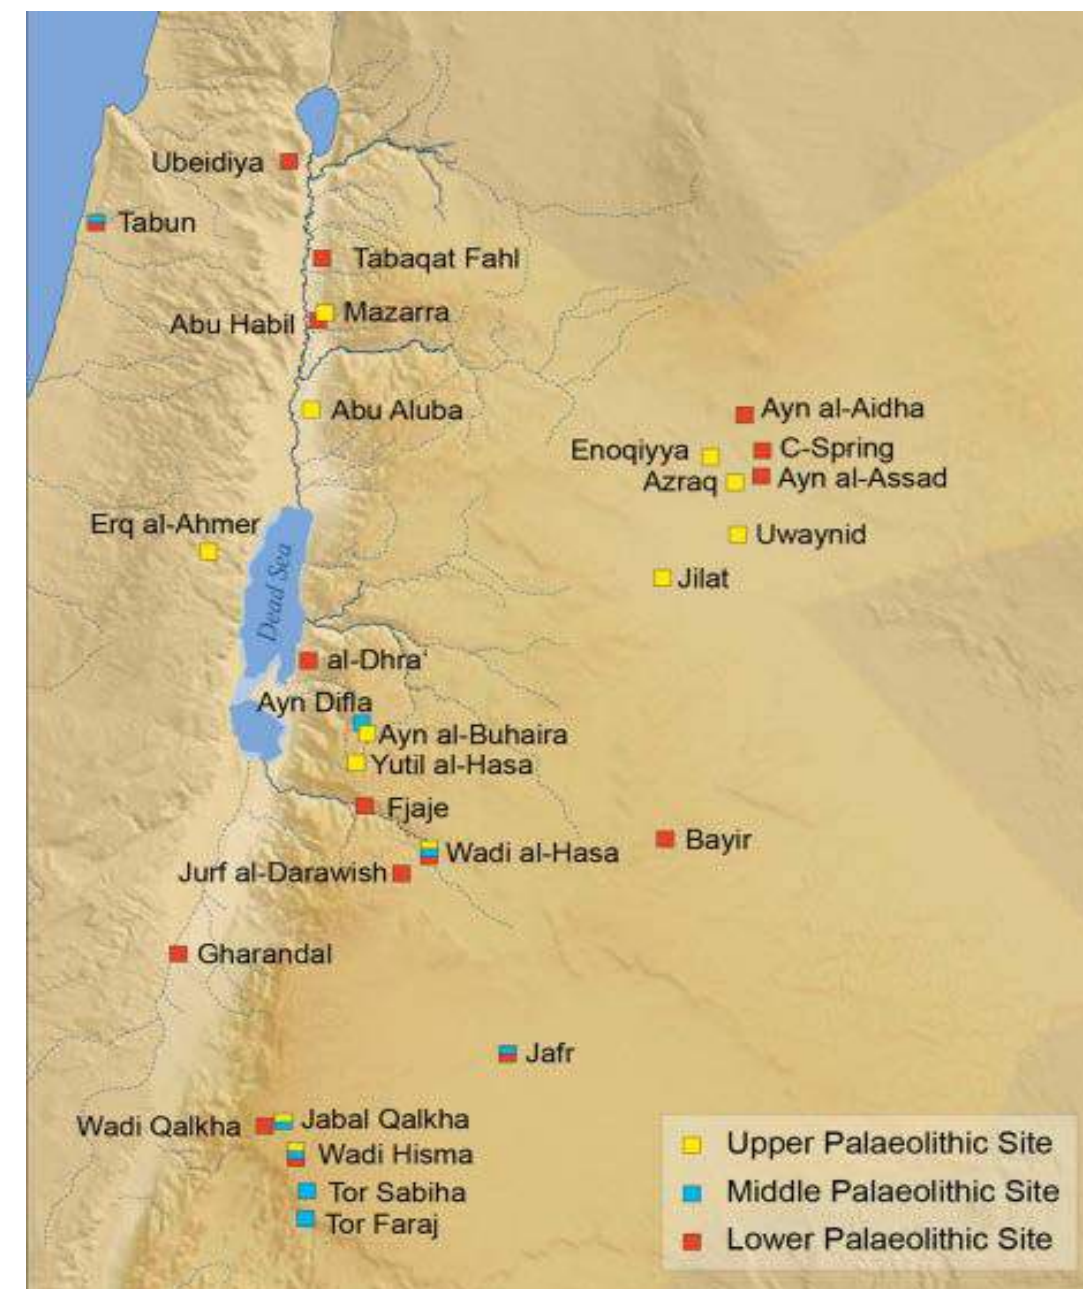 Ubeidiya
Tabun
Tabaqat Fahl
Mazarra
Abu Habil
Abu Aluba
Ayn al-Aidha
Enoqiyya
C-Spring
Azraq
Ayn al-Assad
Erq al-Ahmer
Uwaynid
Jilat
Dead Sea
al-Dhra‘
Ayn Difla
Ayn al-Buhaira
Yutil al-Hasa
Fjaje
Wadi al-Hasa
Bayir
Jurf al-Darawish
Gharandal
Jafr
Wadi Qalkha
Jabal Qalkha
Wadi Hisma
Tor Sabiha
Tor Faraj
Upper Palaeolithic Site
Middle Palaeolithic Site
Lower Palaeolithic Site